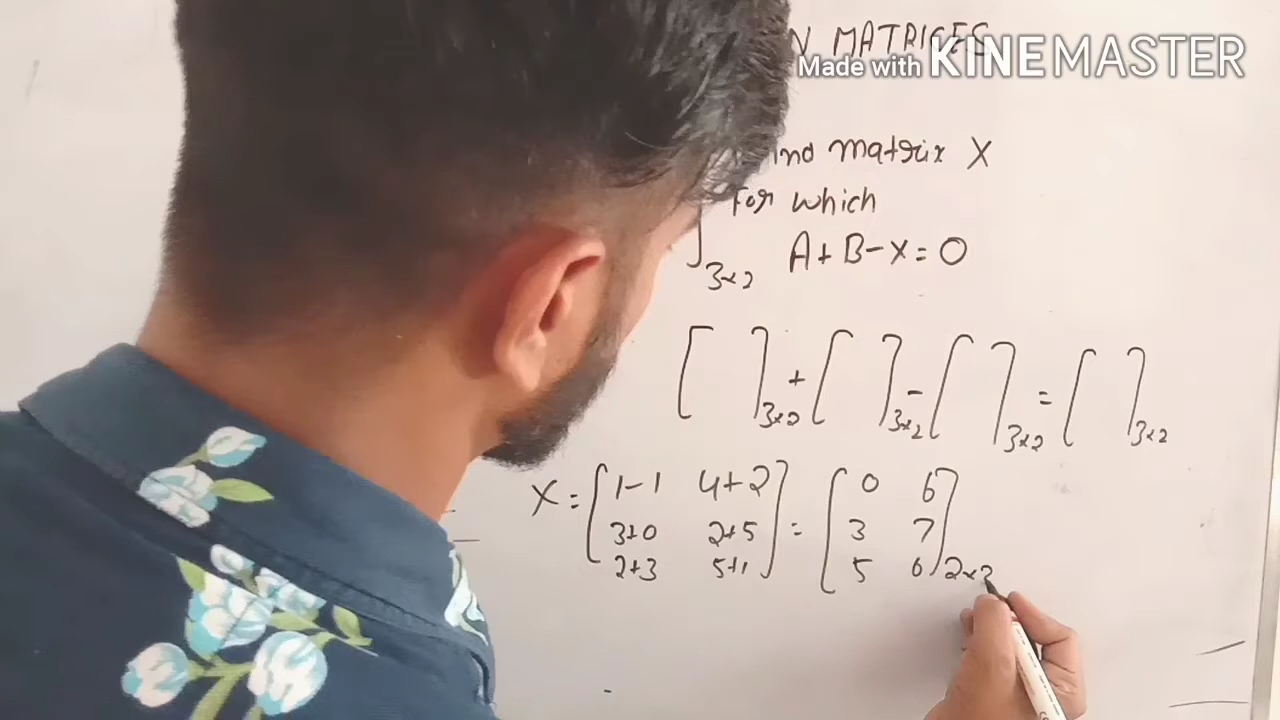 N MATRICES
Made with KINEMASTER
ind matrix X
For which
]3×2 A+B-X=0
[ ]3×2 + [ ]3×2 - [ ]3×2 = [ ]3×2
X = [1-1 4+2] = [0 6]
3+0 2+5 3 7
2+3 5+1 5 6 2×3